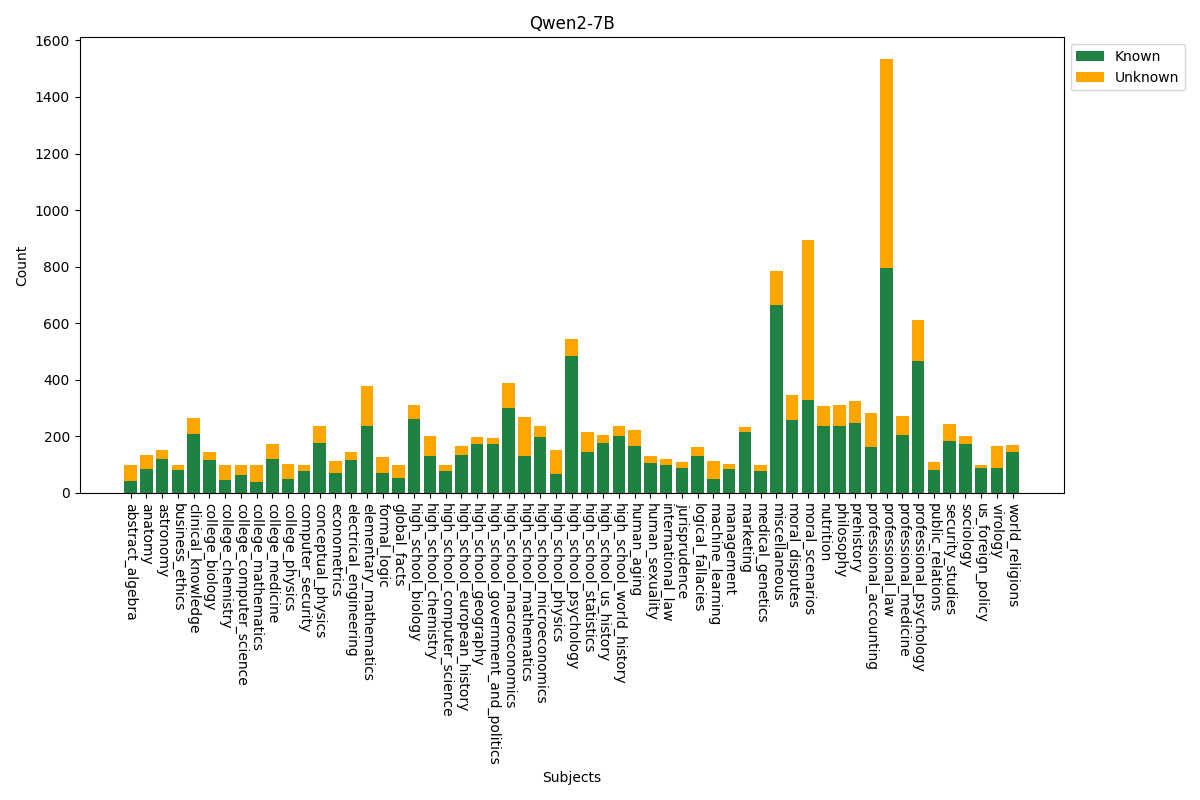 Qwen2-7B
Known
Unknown
Count
1600
1400
1200
1000
800
600
400
200
0
abstract_algebra
anatomy
astronomy
business_ethics
clinical_knowledge
college_biology
college_chemistry
college_computer_science
college_mathematics
college_medicine
college_physics
computer_security
conceptual_physics
econometrics
electrical_engineering
elementary_mathematics
formal_logic
global_facts
high_school_biology
high_school_chemistry
high_school_computer_science
high_school_european_history
high_school_geography
high_school_government_and_politics
high_school_macroeconomics
high_school_mathematics
high_school_microeconomics
high_school_physics
high_school_psychology
high_school_statistics
high_school_us_history
high_school_world_history
human_aging
human_sexuality
international_law
jurisprudence
logical_fallacies
machine_learning
management
marketing
medical_genetics
miscellaneous
moral_disputes
moral_scenarios
nutrition
philosophy
prehistory
professional_accounting
professional_law
professional_medicine
professional_psychology
public_relations
security_studies
sociology
us_foreign_policy
virology
world_religions
Subjects